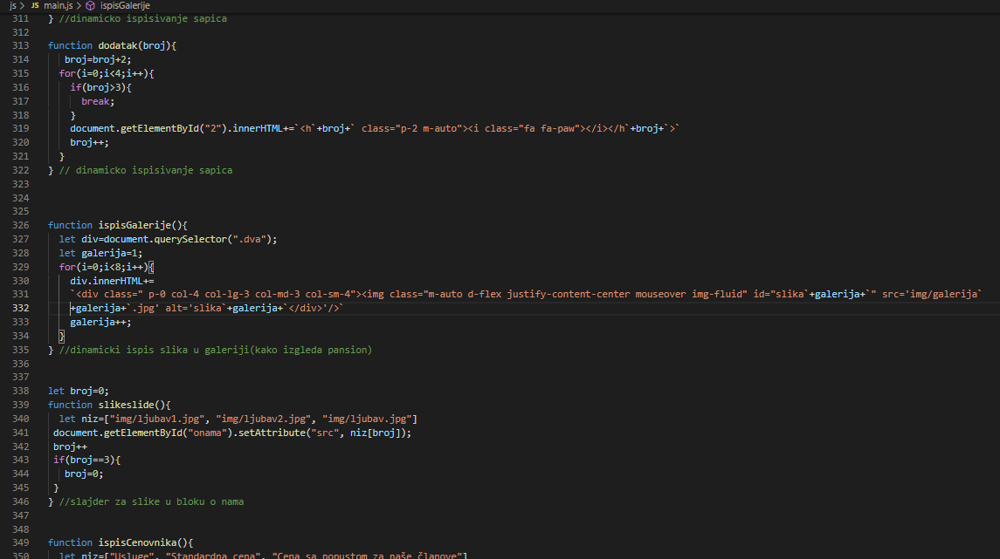 js > JS main.js > ispisGalerije
311 } //dinamicko ispisivanje sapica
312
313 function dodatak(broj){
314 broj=broj+2;
315 for(i=0;i<4;i++){
316 if(broj>3){
317 break;
318 }
319 document.getElementById("2").innerHTML+=`<h`+broj+` class="p-2 m-auto"><i class="fa fa-paw"></i></h`+broj+`>`
320 broj++;
321 }
322 } // dinamicko ispisivanje sapica
323
324
325
326 function ispisGalerije(){
327 let div=document.querySelector(".dva");
328 let galerija=1;
329 for(i=0;i<8;i++){
330 div.innerHTML+=
331 `<div class=" p-0 col-4 col-lg-3 col-md-3 col-sm-4"><img class="m-auto d-flex justify-content-center mouseover img-fluid" id="slika`+galerija+`" src='img/galerija`
332 +galerija+`.jpg' alt='slika`+galerija+`</div>'/>`
333 galerija++;
334 }
335 } //dinamicki ispis slika u galeriji(kako izgleda pansion)
336
337
338 let broj=0;
339 function slikeslide(){
340 let niz=["img/ljubav1.jpg", "img/ljubav2.jpg", "img/ljubav.jpg"]
341 document.getElementById("onama").setAttribute("src", niz[broj]);
342 broj++
343 if(broj==3){
344 broj=0;
345 }
346 } //slajder za slike u bloku o nama
347
348
349 function ispisCenovnika(){
350 let niz=["Usluge", "Standardna cena", "Cena sa popustom za naše članove"]